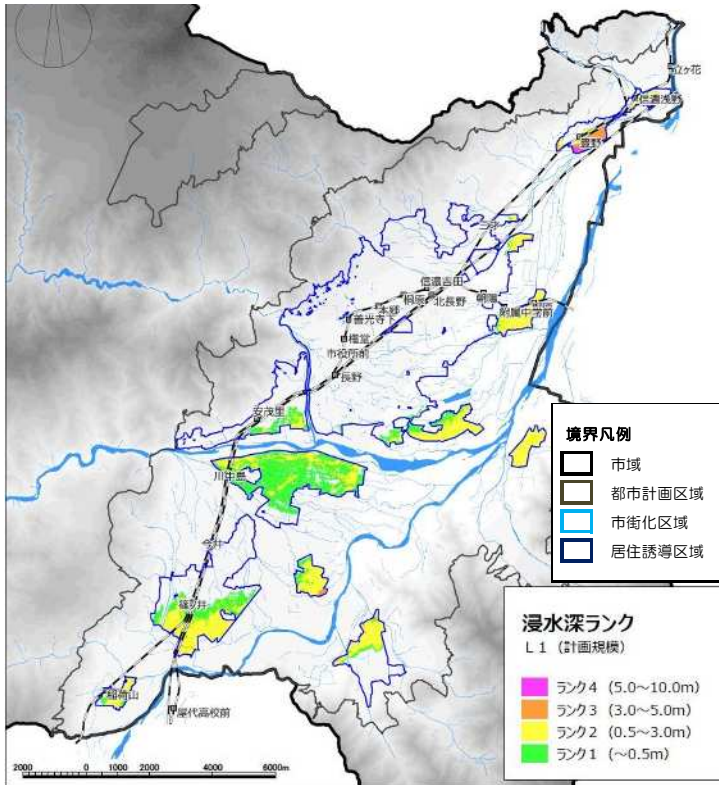 立ヶ花
信濃浅野
豊野
三才
信濃吉田
朝陽
桐原
北長野
本郷
附属中学前
善光寺下
権堂
市役所前
長野
安茂里
境界凡例
市域
都市計画区域
市街化区域
居住誘導区域
川中島
今井
篠ノ井
稲荷山
屋代高校前
浸水深ランク
L1 (計画規模)
ランク4 (5.0~10.0m)
ランク3 (3.0~5.0m)
ランク2 (0.5~3.0m)
ランク1 (~0.5m)
2000 0 2000 4000 6000m